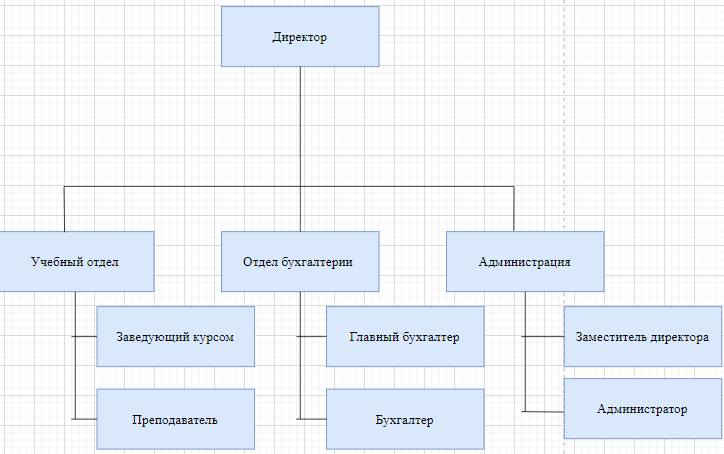 Директор
Учебный отдел
Отдел бухгалтерии
Администрация
Заведующий курсом
Главный бухгалтер
Заместитель директора
Преподаватель
Бухгалтер
Администратор